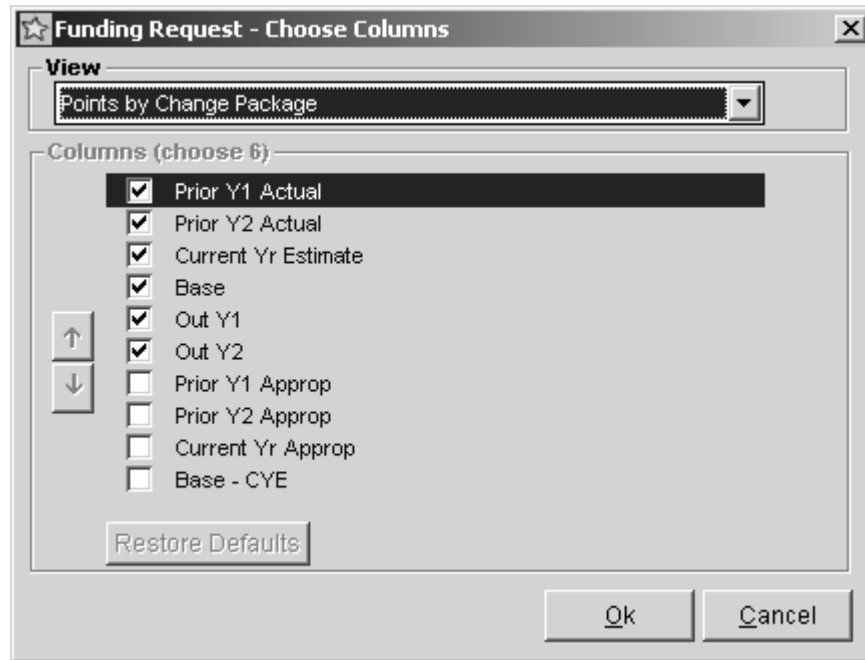 Funding Request - Choose Columns
View
Points by Change Package
Columns (choose 6)
Prior Y1 Actual
Prior Y2 Actual
Current Yr Estimate
Base
Out Y1
Out Y2
Prior Y1 Approp
Prior Y2 Approp
Current Yr Approp
Base - CYE
Restore Defaults
Ok
Cancel